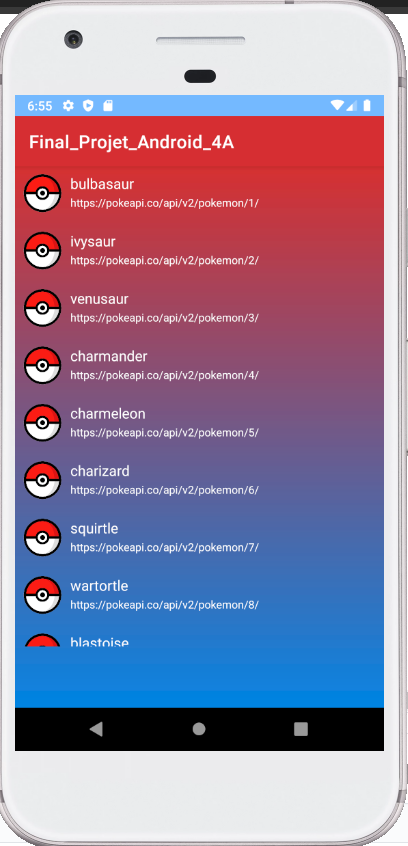 6:55
Final_Projet_Android_4A
bulbasaur
https://pokeapi.co/api/v2/pokemon/1/
ivysaur
https://pokeapi.co/api/v2/pokemon/2/
venusaur
https://pokeapi.co/api/v2/pokemon/3/
charmander
https://pokeapi.co/api/v2/pokemon/4/
charmeleon
https://pokeapi.co/api/v2/pokemon/5/
charizard
https://pokeapi.co/api/v2/pokemon/6/
squirtle
https://pokeapi.co/api/v2/pokemon/7/
wartortle
https://pokeapi.co/api/v2/pokemon/8/
blastoise